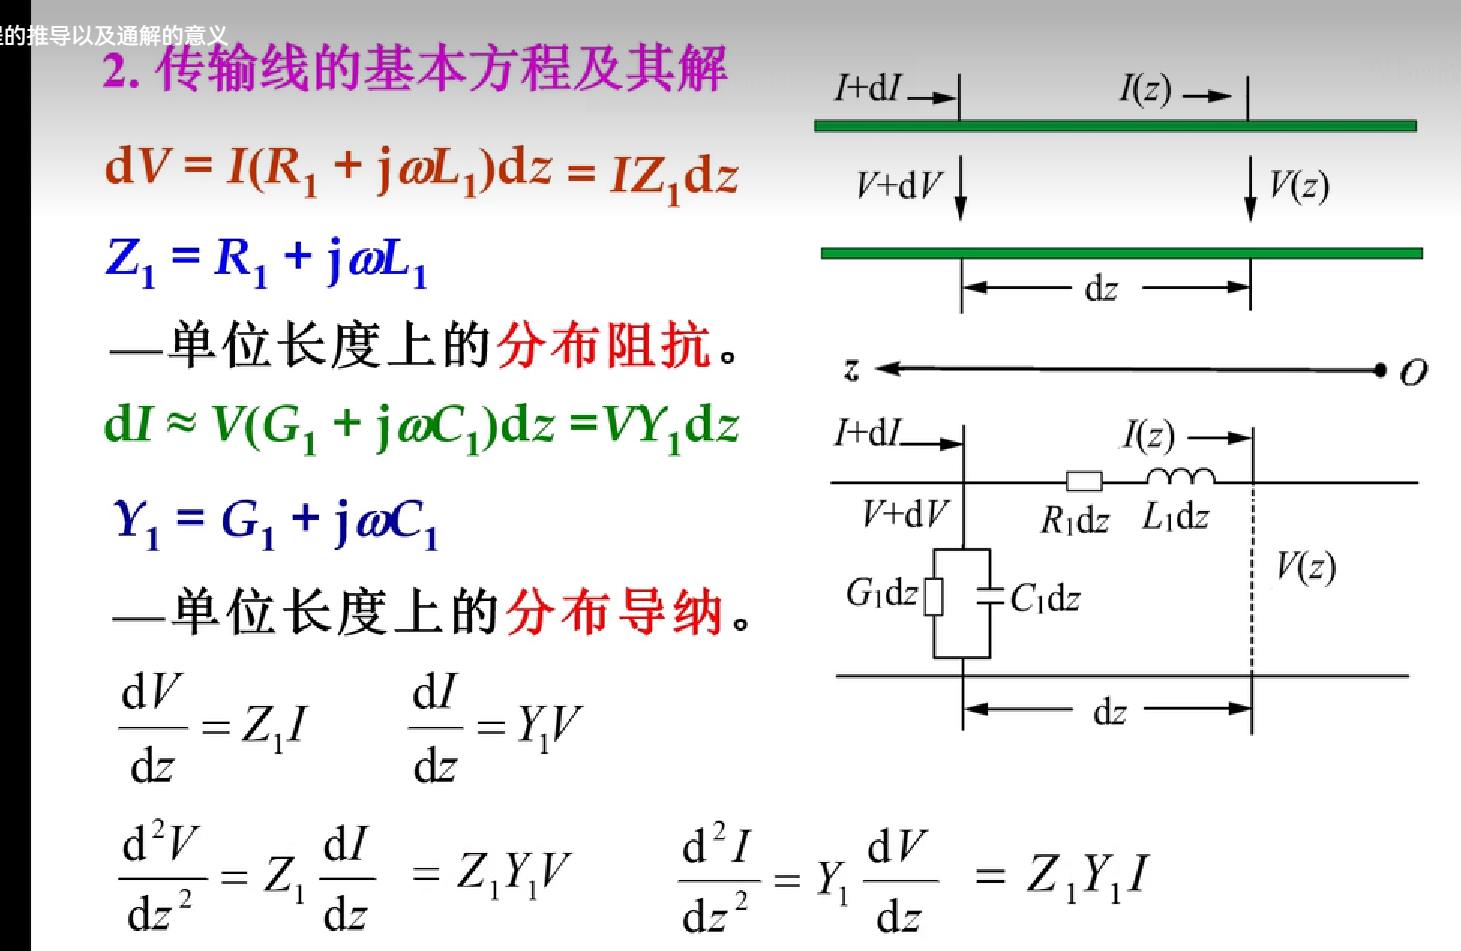 程的推导以及通解的意义
2. 传输线的基本方程及其解
dV = I(R₁ + jωL₁)dz = IZ₁dz
Z₁ = R₁ + jωL₁
—单位长度上的分布阻抗。
dI ≈ V(G₁ + jωC₁)dz =VY₁dz
Y₁ = G₁ + jωC₁
—单位长度上的分布导纳。
dV/dz = Z₁I    dI/dz = Y₁V
d²V/dz² = Z₁ dI/dz = Z₁Y₁V    d²I/dz² = Y₁ dV/dz = Z₁Y₁I
I+dI    I(z)
V+dV    V(z)
dz
z    O
I+dI    I(z)
V+dV    R₁dz    L₁dz
V(z)
G₁dz    C₁dz
dz